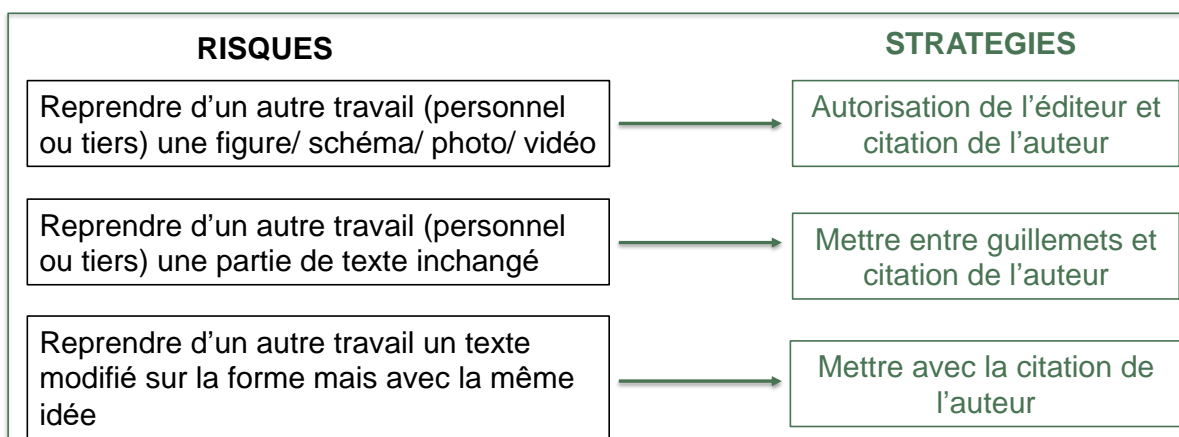 RISQUES
STRATEGIES
Reprendre d’un autre travail (personnel
ou tiers) une figure/ schéma/ photo/ vidéo
Autorisation de l’éditeur et
citation de l’auteur
Reprendre d’un autre travail (personnel
ou tiers) une partie de texte inchangé
Mettre entre guillemets et
citation de l’auteur
Reprendre d’un autre travail un texte
modifié sur la forme mais avec la même
idée
Mettre avec la citation de
l’auteur